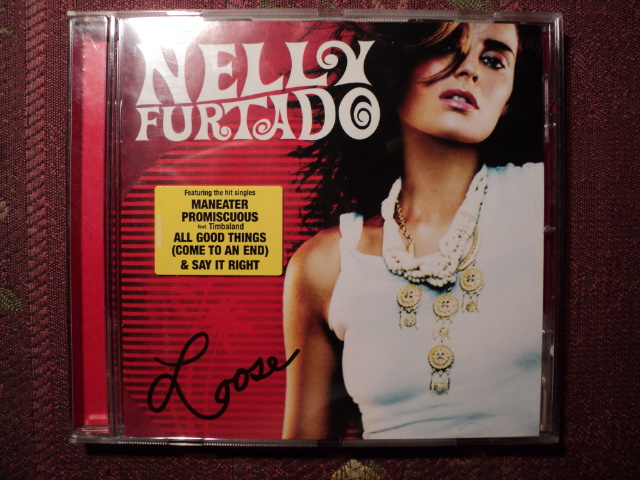 NELLY
FURTADO
Featuring the hit singles
MANEATER
PROMISCUOUS
feat. Timbaland
ALL GOOD THINGS
(COME TO AN END)
& SAY IT RIGHT
Loose